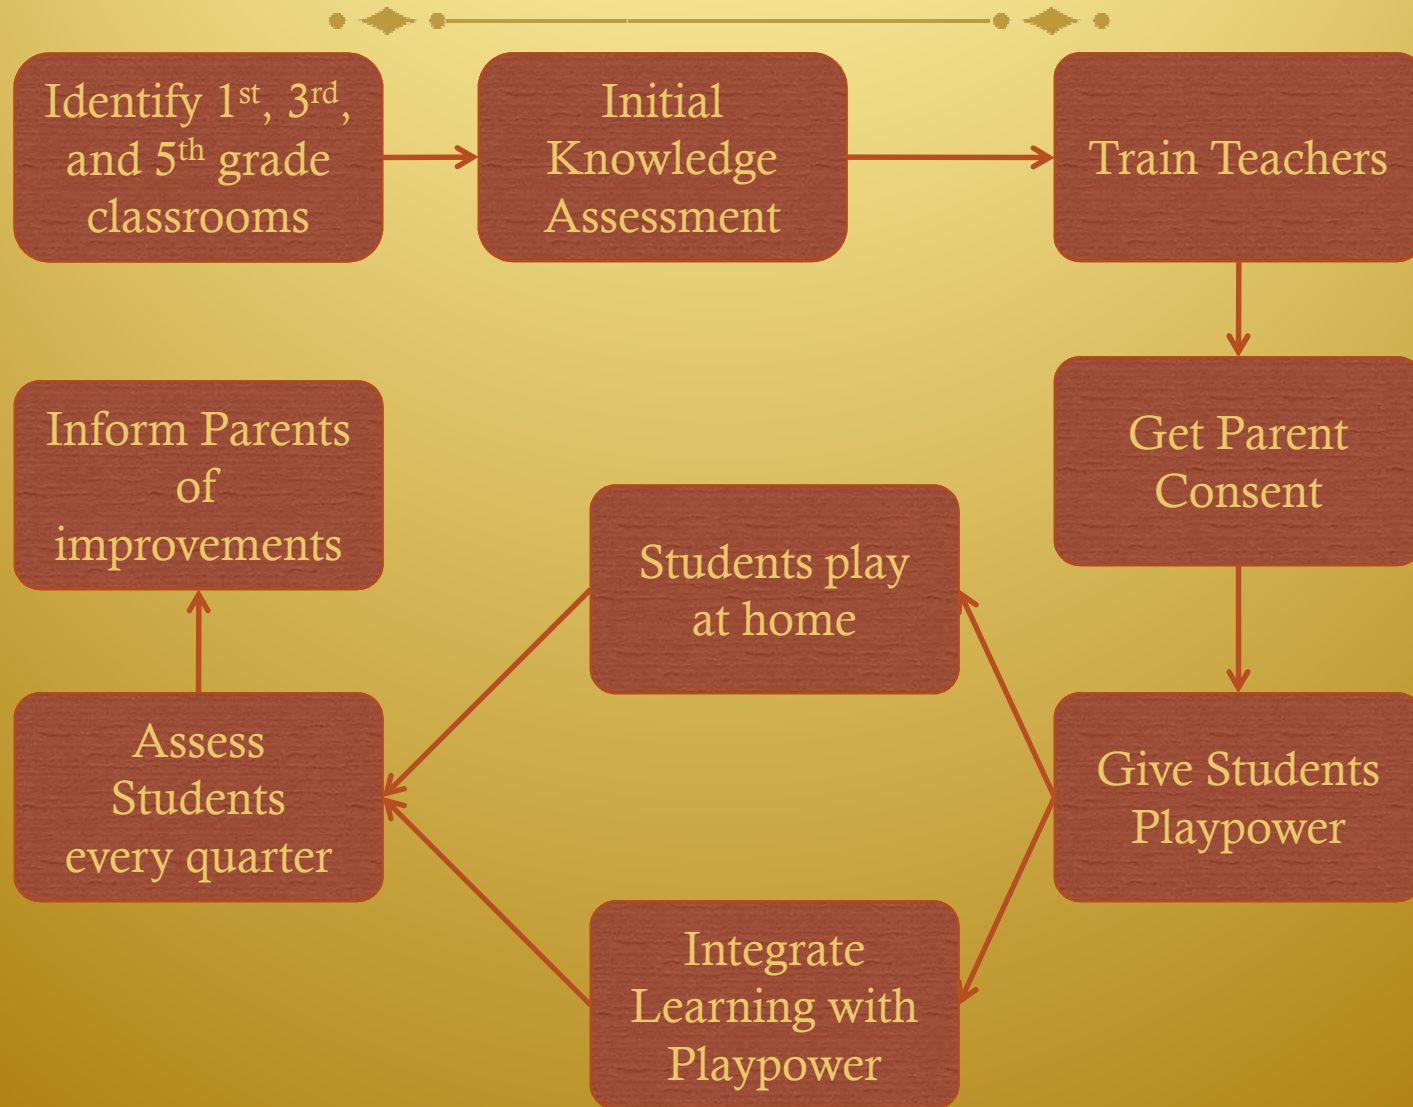 Identify 1st, 3rd,
and 5th grade
classrooms
Initial
Knowledge
Assessment
Train Teachers
Get Parent
Consent
Give Students
Playpower
Students play
at home
Integrate
Learning with
Playpower
Assess
Students
every quarter
Inform Parents
of
improvements